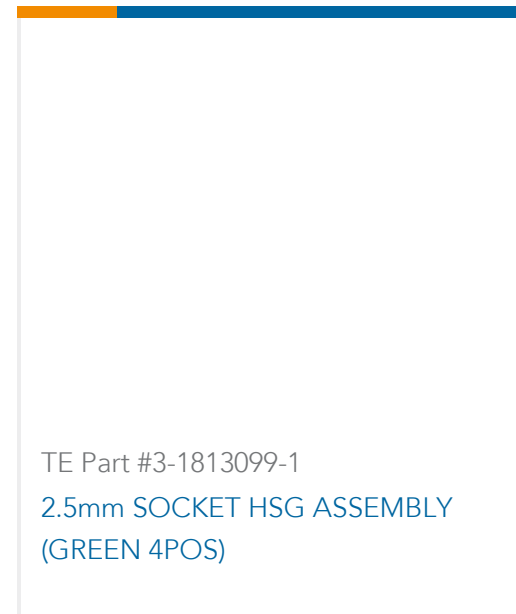 TE Part #3-1813099-1
2.5mm SOCKET HSG ASSEMBLY
(GREEN 4POS)